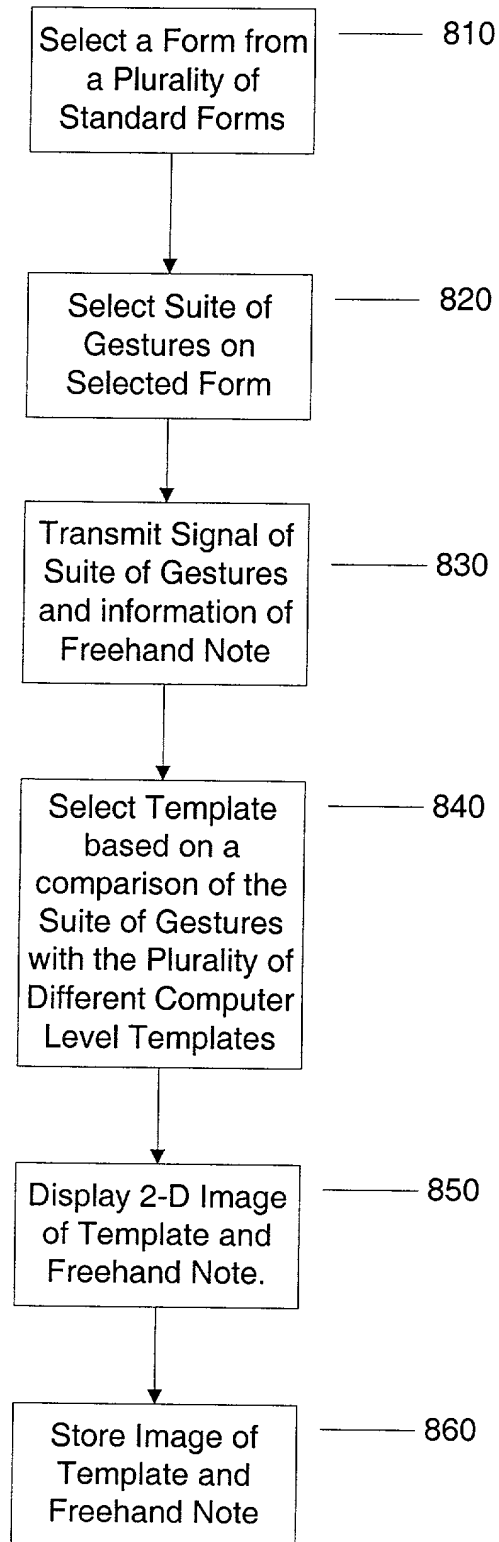 Select a Form from
a Plurality of
Standard Forms
810
Select Suite of
Gestures on
Selected Form
820
Transmit Signal of
Suite of Gestures
and information of
Freehand Note
830
Select Template
based on a
comparison of the
Suite of Gestures
with the Plurality of
Different Computer
Level Templates
840
Display 2-D Image
of Template and
Freehand Note.
850
Store Image of
Template and
Freehand Note
860